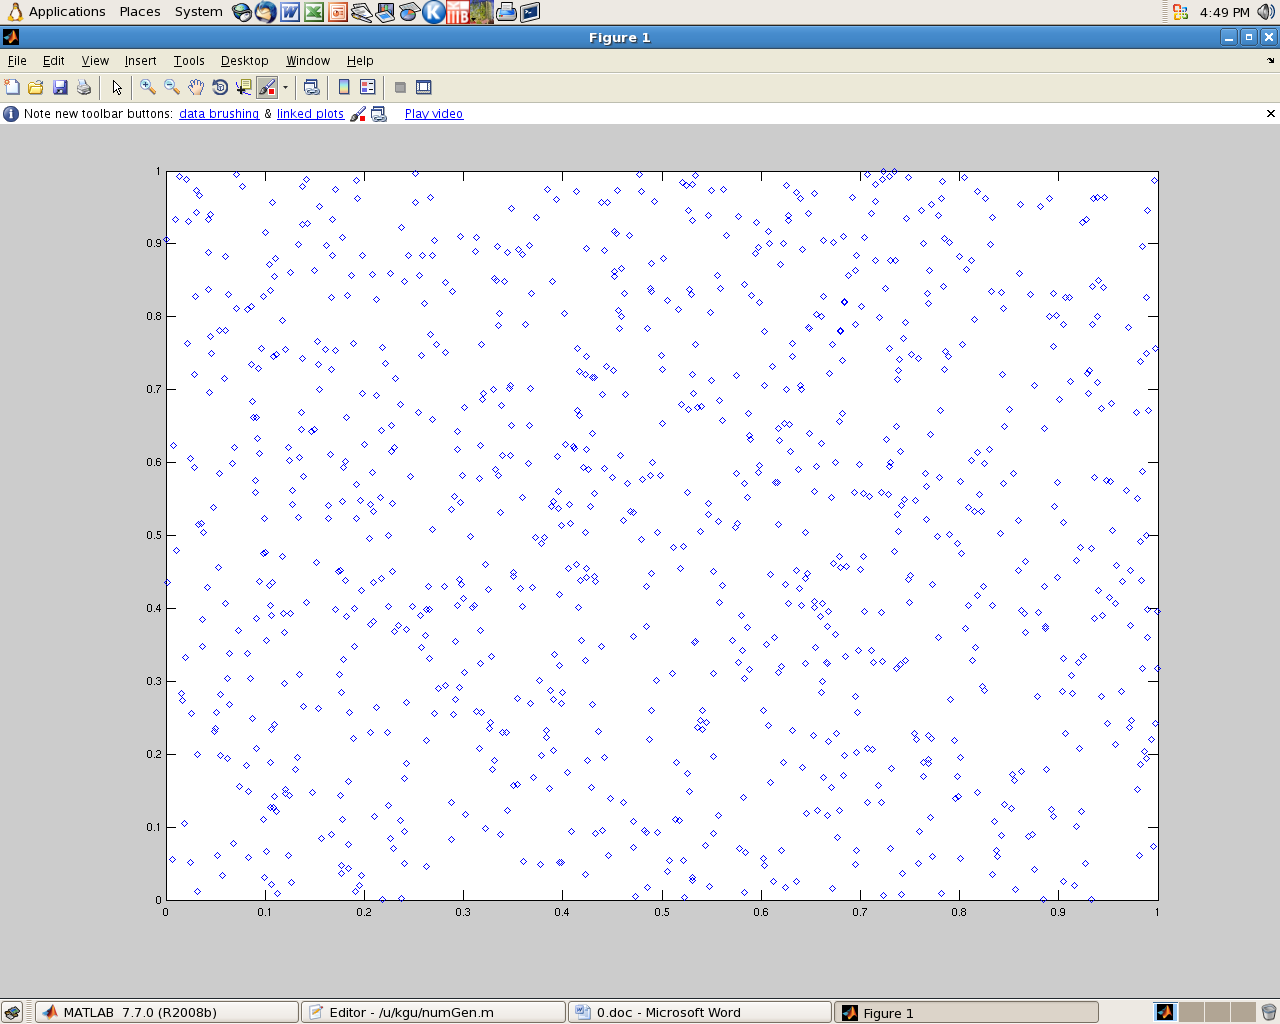 Applications Places System 4:49 PM
Figure 1
File Edit View Insert Tools Desktop Window Help
Note new toolbar buttons: data brushing & linked plots Play video
1
0.9
0.8
0.7
0.6
0.5
0.4
0.3
0.2
0.1
0
0 0.1 0.2 0.3 0.4 0.5 0.6 0.7 0.8 0.9 1
MATLAB 7.7.0 (R2008b) Editor - /u/kgu/numGen.m 0.doc - Microsoft Word Figure 1